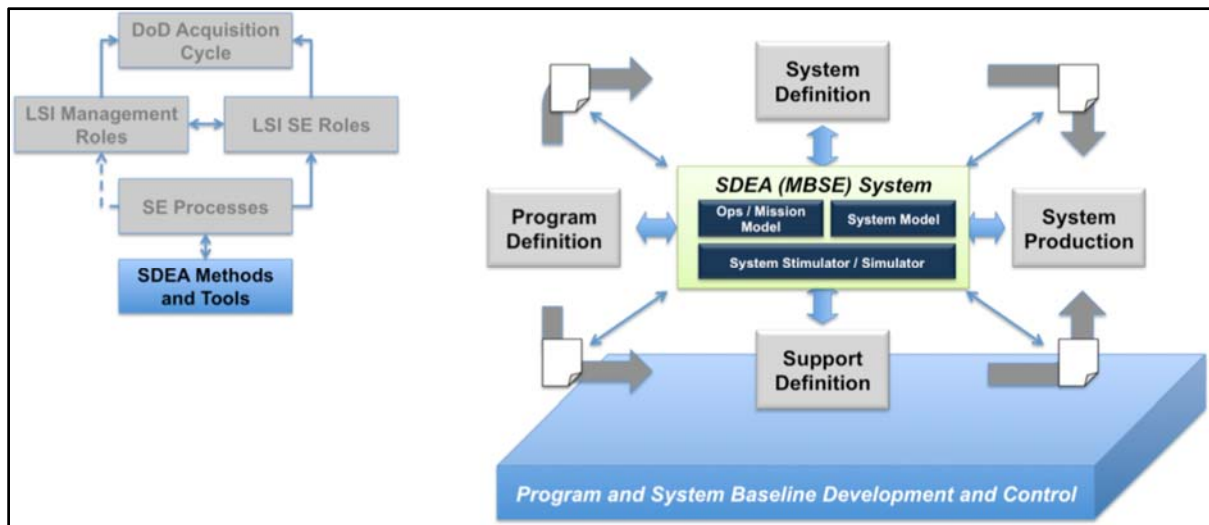 DoD Acquisition
Cycle
LSI Management
Roles
LSI SE Roles
SE Processes
SDEA Methods
and Tools
System
Definition
SDEA (MBSE) System
Ops / Mission
Model
System Model
System Stimulator / Simulator
Program
Definition
System
Production
Support
Definition
Program and System Baseline Development and Control